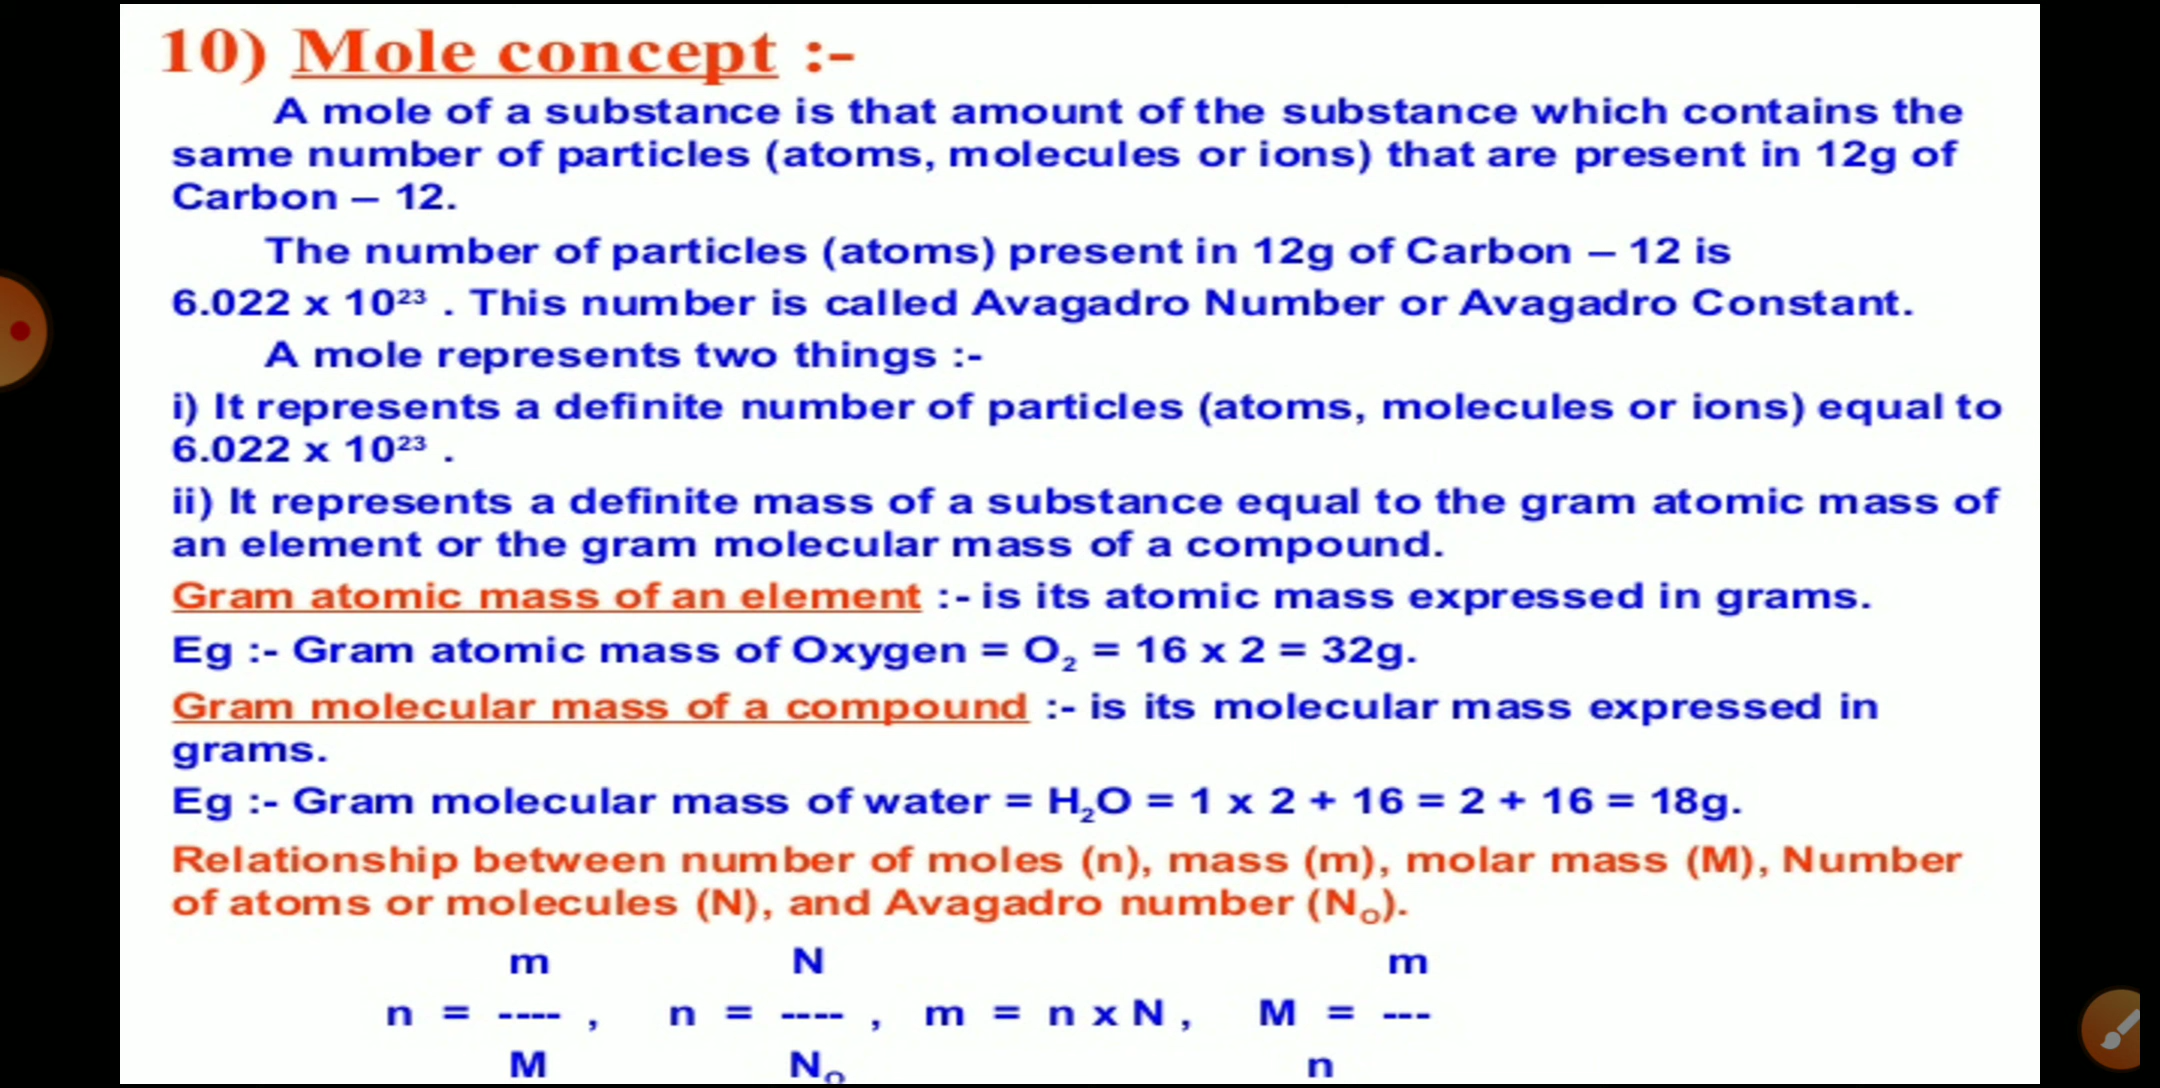 10) Mole concept :-
A mole of a substance is that amount of the substance which contains the
same number of particles (atoms, molecules or ions) that are present in 12g of
Carbon – 12.
The number of particles (atoms) present in 12g of Carbon – 12 is
6.022 x 10²³ . This number is called Avagadro Number or Avagadro Constant.
A mole represents two things :-
i) It represents a definite number of particles (atoms, molecules or ions) equal to
6.022 x 10²³ .
ii) It represents a definite mass of a substance equal to the gram atomic mass of
an element or the gram molecular mass of a compound.
Gram atomic mass of an element :- is its atomic mass expressed in grams.
Eg :- Gram atomic mass of Oxygen = O₂ = 16 x 2 = 32g.
Gram molecular mass of a compound :- is its molecular mass expressed in
grams.
Eg :- Gram molecular mass of water = H₂O = 1 x 2 + 16 = 2 + 16 = 18g.
Relationship between number of moles (n), mass (m), molar mass (M), Number
of atoms or molecules (N), and Avagadro number (Nₒ).
m N m
n = ---- , n = ---- , m = n x N , M = ---
M Nₒ n